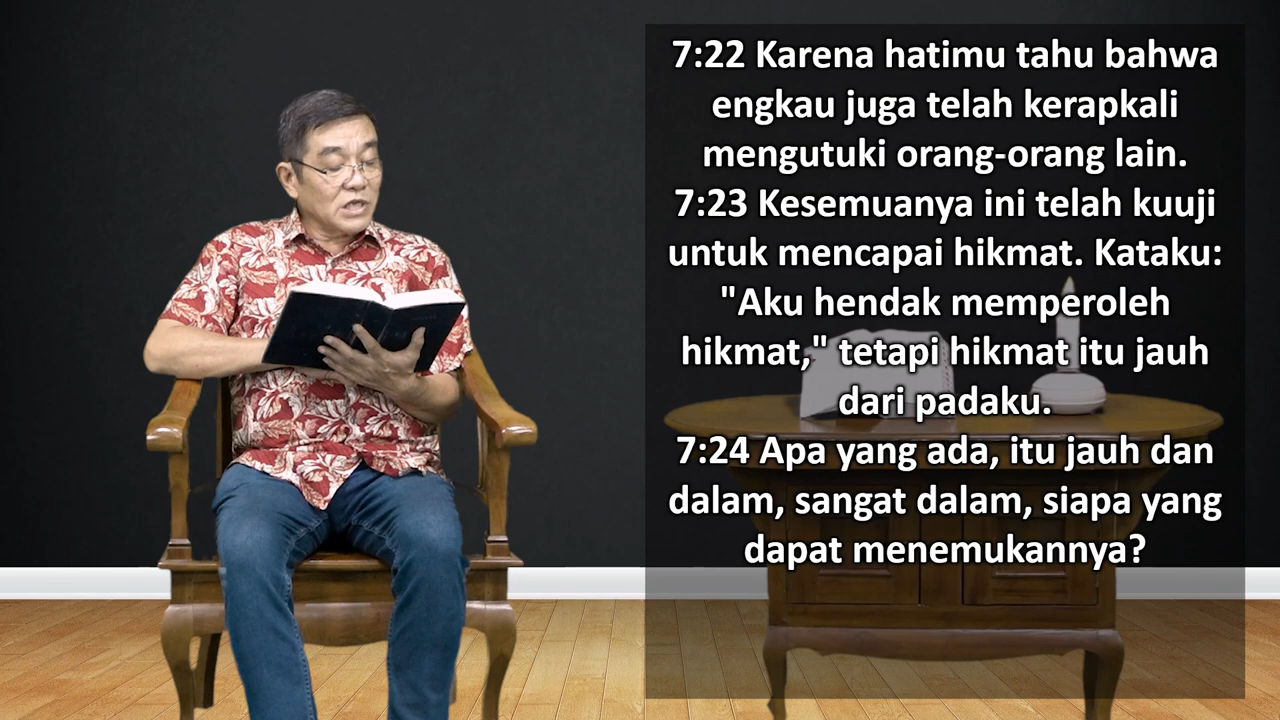 7:22 Karena hatimu tahu bahwa
engkau juga telah kerapkali
mengutuki orang-orang lain.
7:23 Kesemuanya ini telah kuuji
untuk mencapai hikmat. Kataku:
"Aku hendak memperoleh
hikmat," tetapi hikmat itu jauh
dari padaku.
7:24 Apa yang ada, itu jauh dan
dalam, sangat dalam, siapa yang
dapat menemukannya?